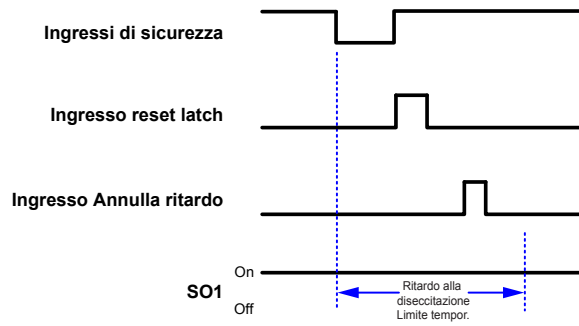 Ingressi di sicurezza
Ingresso reset latch
Ingresso Annulla ritardo
On
SO1
Off
Ritardo alla
diseccitazione
Limite tempor.